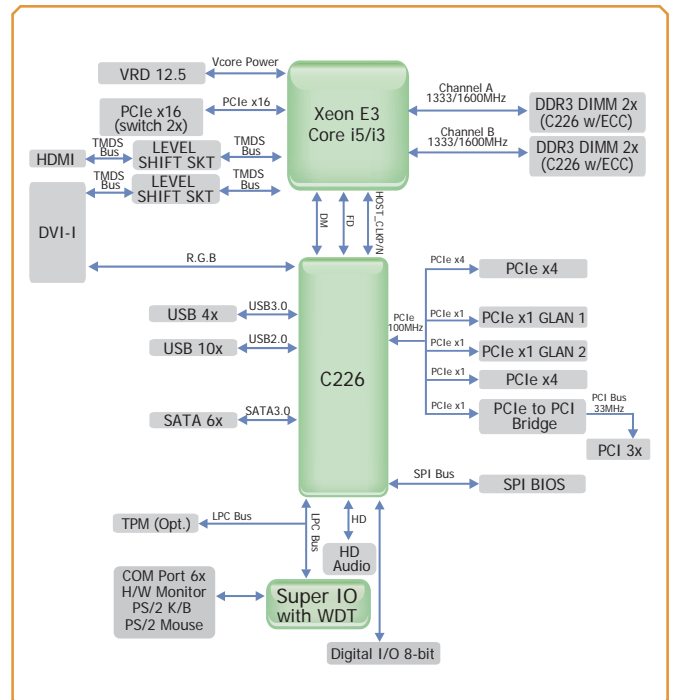 Vcore Power
VRD 12.5
PCIe x16
(switch 2x)
PCIe x16
Xeon E3
Core i5/i3
Channel A
1333/1600MHz
DDR3 DIMM 2x
(C226 w/ECC)
Channel B
1333/1600MHz
DDR3 DIMM 2x
(C226 w/ECC)
HDMI
TMDS
Bus
LEVEL
SHIFT SKT
TMDS
Bus
TMDS
Bus
LEVEL
SHIFT SKT
TMDS
Bus
DVI-I
DM
FD
HOST_CLKP/N
R.G.B
USB 4x
USB3.0
USB 10x
USB2.0
SATA 6x
SATA3.0
C226
PCIe
100MHz
PCIe x4
PCIe x4
PCIe x1
PCIe x1 GLAN 1
PCIe x1
PCIe x1 GLAN 2
PCIe x1
PCIe x4
PCIe x1
PCIe to PCI
Bridge
PCI Bus
33MHz
PCI 3x
SPI Bus
SPI BIOS
TPM (Opt.)
LPC Bus
LPC Bus
HD
HD
Audio
COM Port 6x
H/W Monitor
PS/2 K/B
PS/2 Mouse
Super IO
with WDT
Digital I/O 8-bit